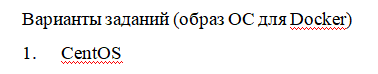 Варианты заданий (образ ОС для Docker)
1. CentOS